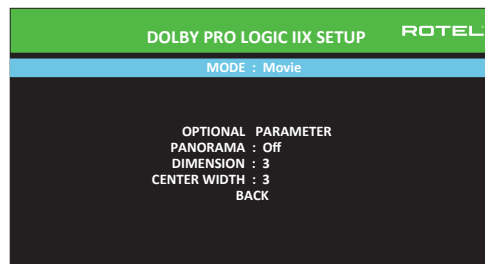 DOLBY PRO LOGIC IIX SETUP
ROTEL
MODE : Movie
OPTIONAL PARAMETER
PANORAMA : Off
DIMENSION : 3
CENTER WIDTH : 3
BACK